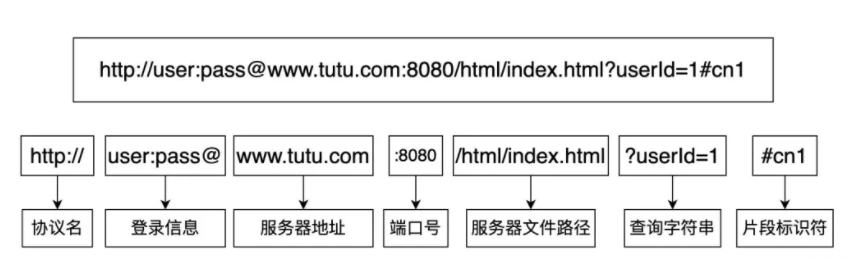 http://user:pass@www.tutu.com:8080/html/index.html?userId=1#cn1
http:// user:pass@ www.tutu.com :8080 /html/index.html ?userId=1 #cn1
协议名 登录信息 服务器地址 端口号 服务器文件路径 查询字符串 片段标识符